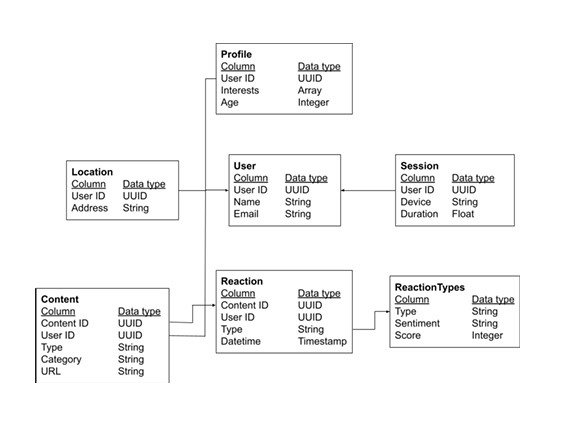 Profile
Column Data type
User ID UUID
Interests Array
Age Integer
Location
Column Data type
User ID UUID
Address String
User
Column Data type
User ID UUID
Name String
Email String
Session
Column Data type
User ID UUID
Device String
Duration Float
Content
Column Data type
Content ID UUID
User ID UUID
Type String
Category String
URL String
Reaction
Column Data type
Content ID UUID
User ID UUID
Type String
Datetime Timestamp
ReactionTypes
Column Data type
Type String
Sentiment String
Score Integer